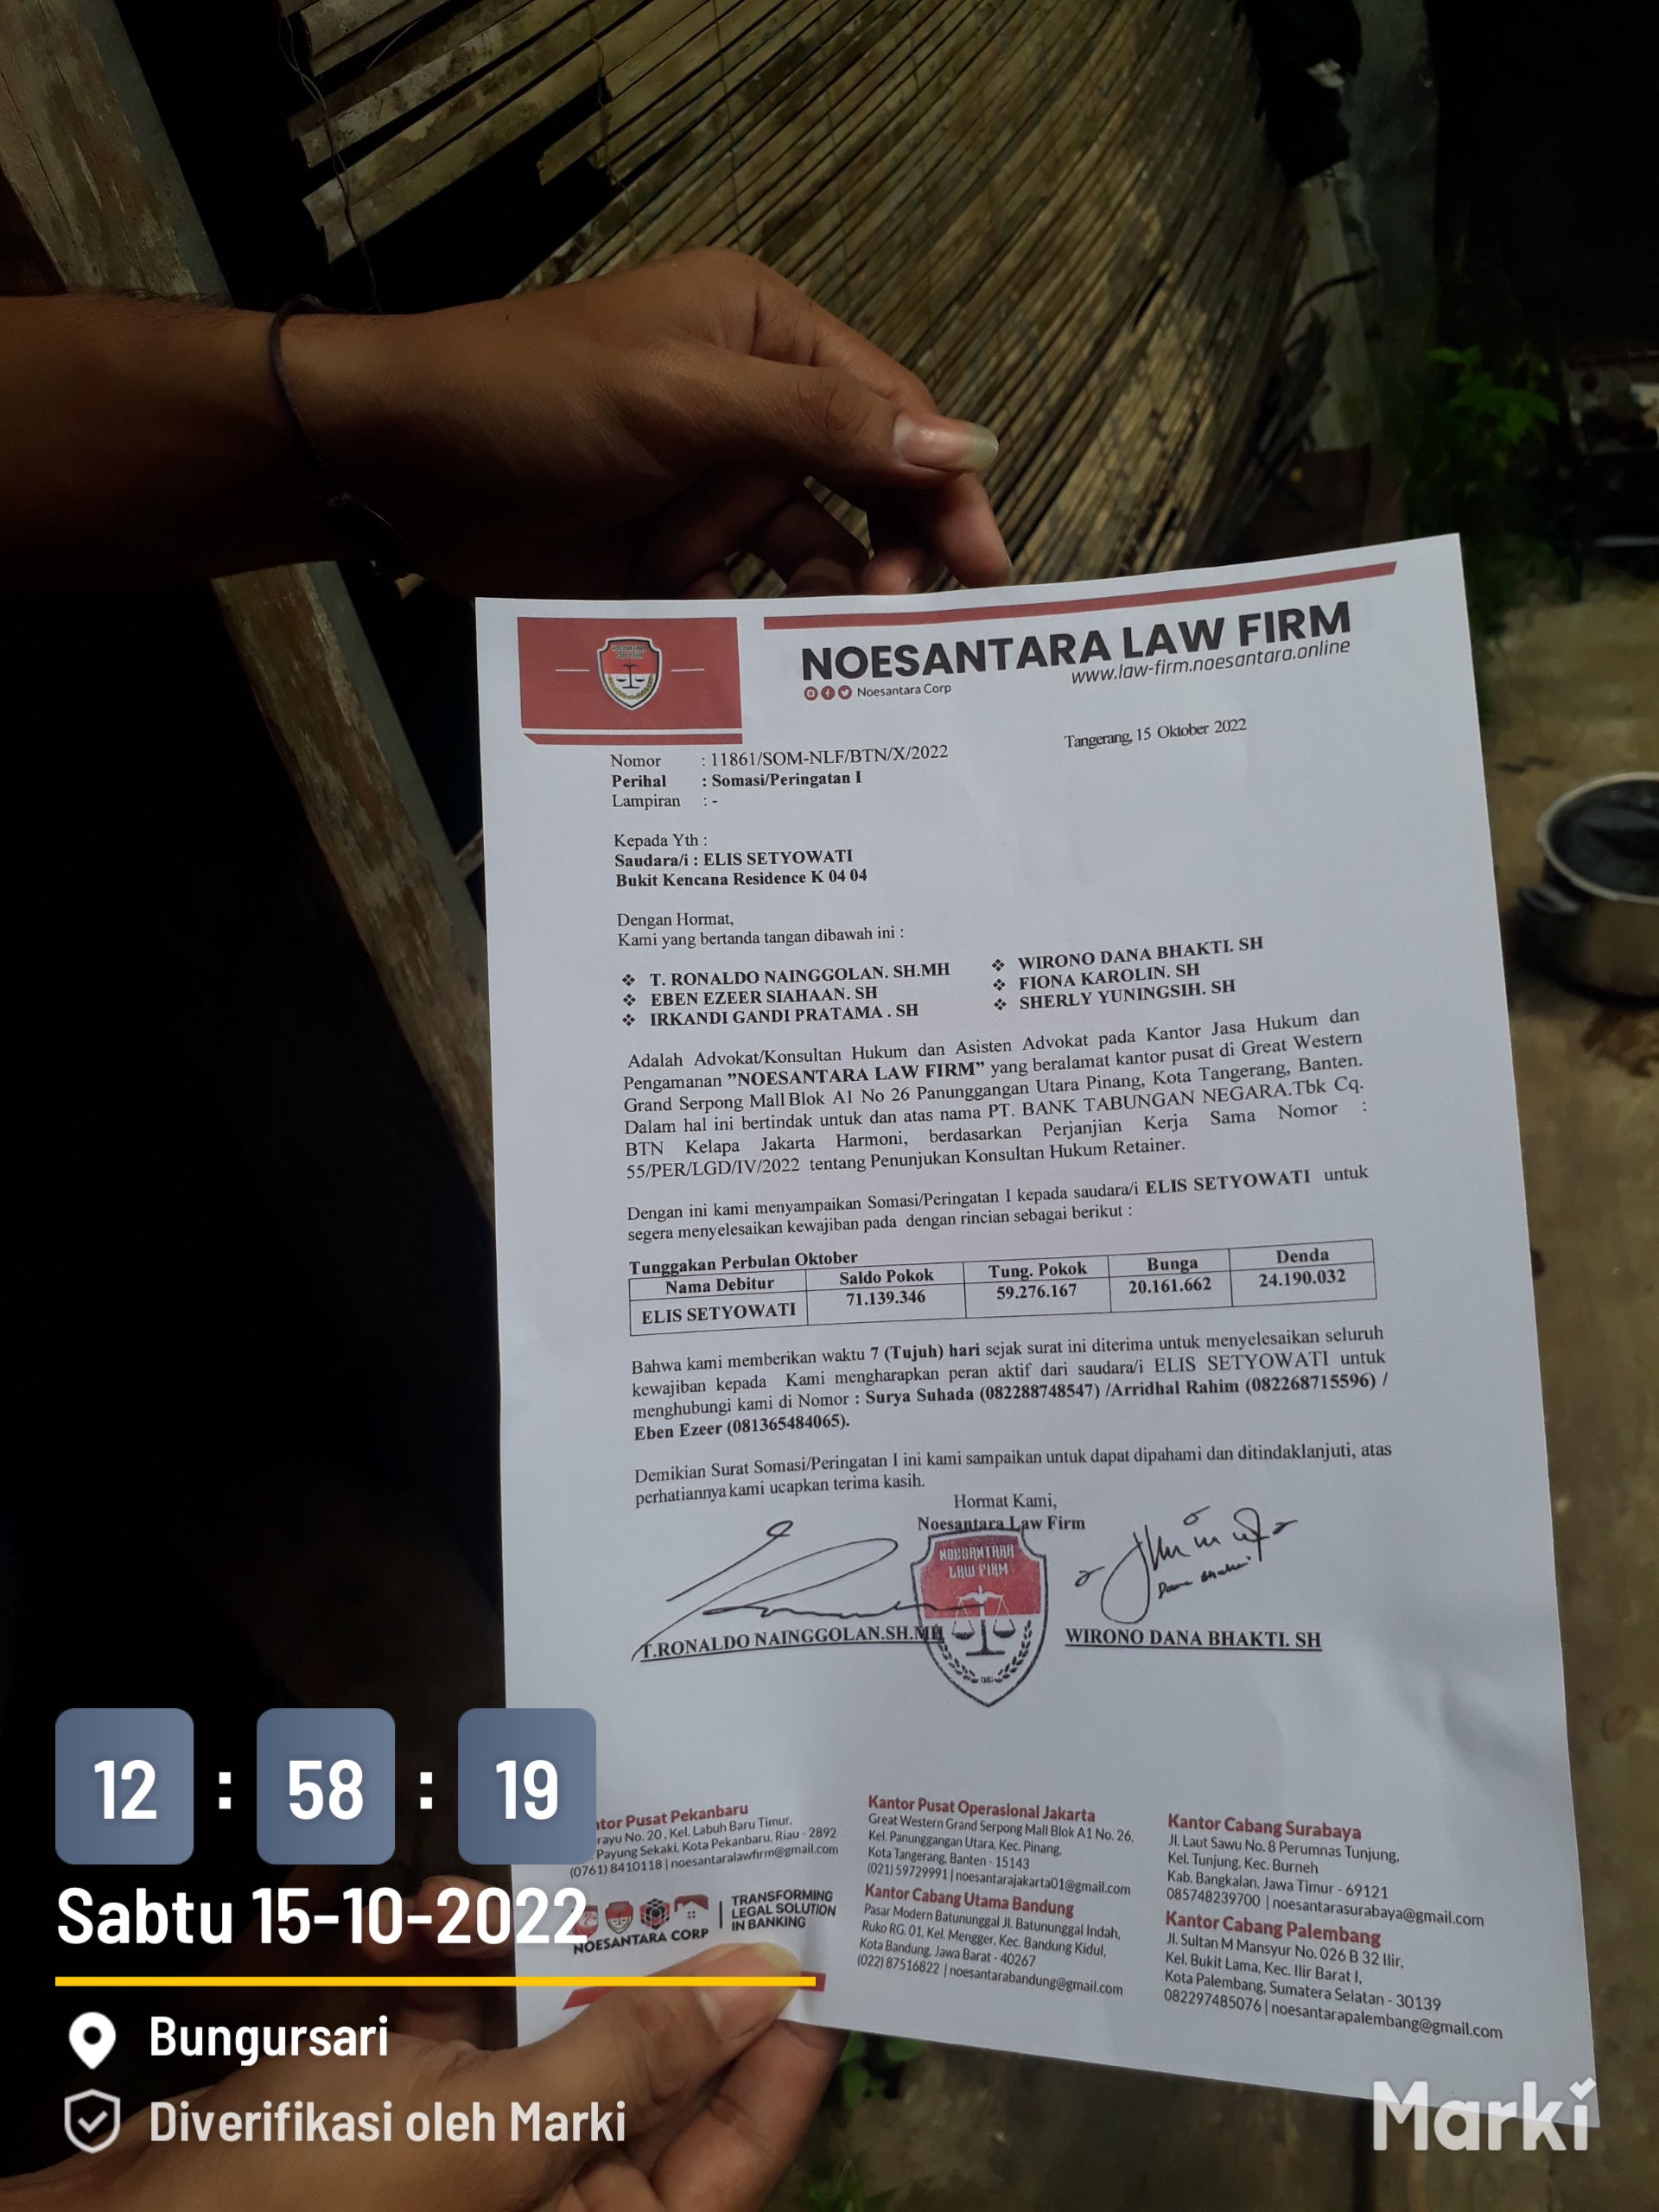 NOESANTARA LAW FIRM
www.law-firm.noesantara.online
Noesantara Corp
Tangerang, 15 Oktober 2022
Nomor : 11861/SOM-NLF/BTN/X/2022
Perihal : Somasi/Peringatan I
Lampiran : -
Kepada Yth :
Saudara/i : ELIS SETYOWATI
Bukit Kencana Residence K 04 04
Dengan Hormat,
Kami yang bertanda tangan dibawah ini :
❖ T. RONALDO NAINGGOLAN. SH.MH
❖ EBEN EZEER SIAHAAN. SH
❖ IRKANDI GANDI PRATAMA . SH
❖ WIRONO DANA BHAKTI. SH
❖ FIONA KAROLIN. SH
❖ SHERLY YUNINGSIH. SH
Adalah Advokat/Konsultan Hukum dan Asisten Advokat pada Kantor Jasa Hukum dan
Pengamanan ”NOESANTARA LAW FIRM” yang beralamat kantor pusat di Great Western
Grand Serpong Mall Blok A1 No 26 Panunggangan Utara Pinang, Kota Tangerang, Banten.
Dalam hal ini bertindak untuk dan atas nama PT. BANK TABUNGAN NEGARA.Tbk Cq.
BTN Kelapa Jakarta Harmoni, berdasarkan Perjanjian Kerja Sama Nomor :
55/PER/LGD/IV/2022 tentang Penunjukan Konsultan Hukum Retainer.
Dengan ini kami menyampaikan Somasi/Peringatan I kepada saudara/i ELIS SETYOWATI untuk
segera menyelesaikan kewajiban pada dengan rincian sebagai berikut :
Tunggakan Perbulan Oktober
Nama Debitur Saldo Pokok Tung. Pokok Bunga Denda
ELIS SETYOWATI 71.139.346 59.276.167 20.161.662 24.190.032
Bahwa kami memberikan waktu 7 (Tujuh) hari sejak surat ini diterima untuk menyelesaikan seluruh
kewajiban kepada Kami mengharapkan peran aktif dari saudara/i ELIS SETYOWATI untuk
menghubungi kami di Nomor : Surya Suhada (082288748547) /Arridhal Rahim (082268715596) /
Eben Ezeer (081365484065).
Demikian Surat Somasi/Peringatan I ini kami sampaikan untuk dapat dipahami dan ditindaklanjuti, atas
perhatiannya kami ucapkan terima kasih.
Hormat Kami,
Noesantara Law Firm
NOESANTARA
LAW FIRM
T.RONALDO NAINGGOLAN.SH.MH
WIRONO DANA BHAKTI. SH
Pusat Pekanbaru
No. 20, Kel. Labuh Baru Timur,
Payung Sekaki, Kota Pekanbaru, Riau - 2892
(0761) 8410118 | noesantaralawfirm@gmail.com
NOESANTARA CORP
TRANSFORMING
LEGAL SOLUTION
IN BANKING
Kantor Pusat Operasional Jakarta
Great Western Grand Serpong Mall Blok A1 No. 26,
Kel. Panunggangan Utara, Kec. Pinang,
Kota Tangerang, Banten - 15143
(021) 59729991 | noesantarajakarta01@gmail.com
Kantor Cabang Utama Bandung
Pasar Modern Batununggal Jl. Batununggal Indah,
Ruko RG. 01, Kel. Mengger, Kec. Bandung Kidul,
Kota Bandung, Jawa Barat - 40267
(022) 87516822 | noesantarabandung@gmail.com
Kantor Cabang Surabaya
Jl. Laut Sawu No. 8 Perumnas Tunjung,
Kel. Tunjung, Kec. Burneh
Kab. Bangkalan, Jawa Timur - 69121
085748239700 | noesantarasurabaya@gmail.com
Kantor Cabang Palembang
Jl. Sultan M Mansyur No. 026 B 32 Ilir,
Kel. Bukit Lama, Kec. Ilir Barat I,
Kota Palembang, Sumatera Selatan - 30139
082297485076 | noesantarapalembang@gmail.com
12 : 58 : 19
Sabtu 15-10-2022
Bungursari
Diverifikasi oleh Marki
Marki